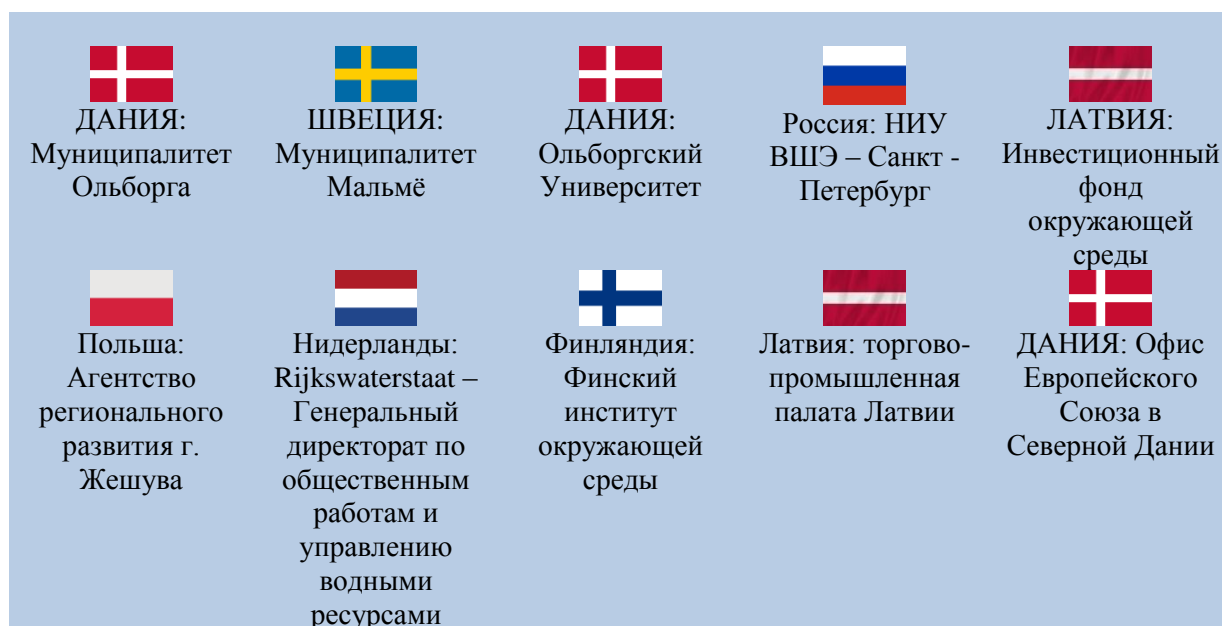 ДАНИЯ:
Муниципалитет
Ольборга
ШВЕЦИЯ:
Муниципалитет
Мальмё
ДАНИЯ:
Ольборгский
Университет
Россия: НИУ
ВШЭ – Санкт -
Петербург
ЛАТВИЯ:
Инвестиционный
фонд
окружающей
среды
Польша:
Агентство
регионального
развития г.
Жешува
Нидерланды:
Rijkswaterstaat –
Генеральный
директорат по
общественным
работам и
управлению
водными
ресурсами
Финляндия:
Финский
институт
окружающей
среды
Латвия: торгово-
промышленная
палата Латвии
ДАНИЯ: Офис
Европейского
Союза в
Северной Дании